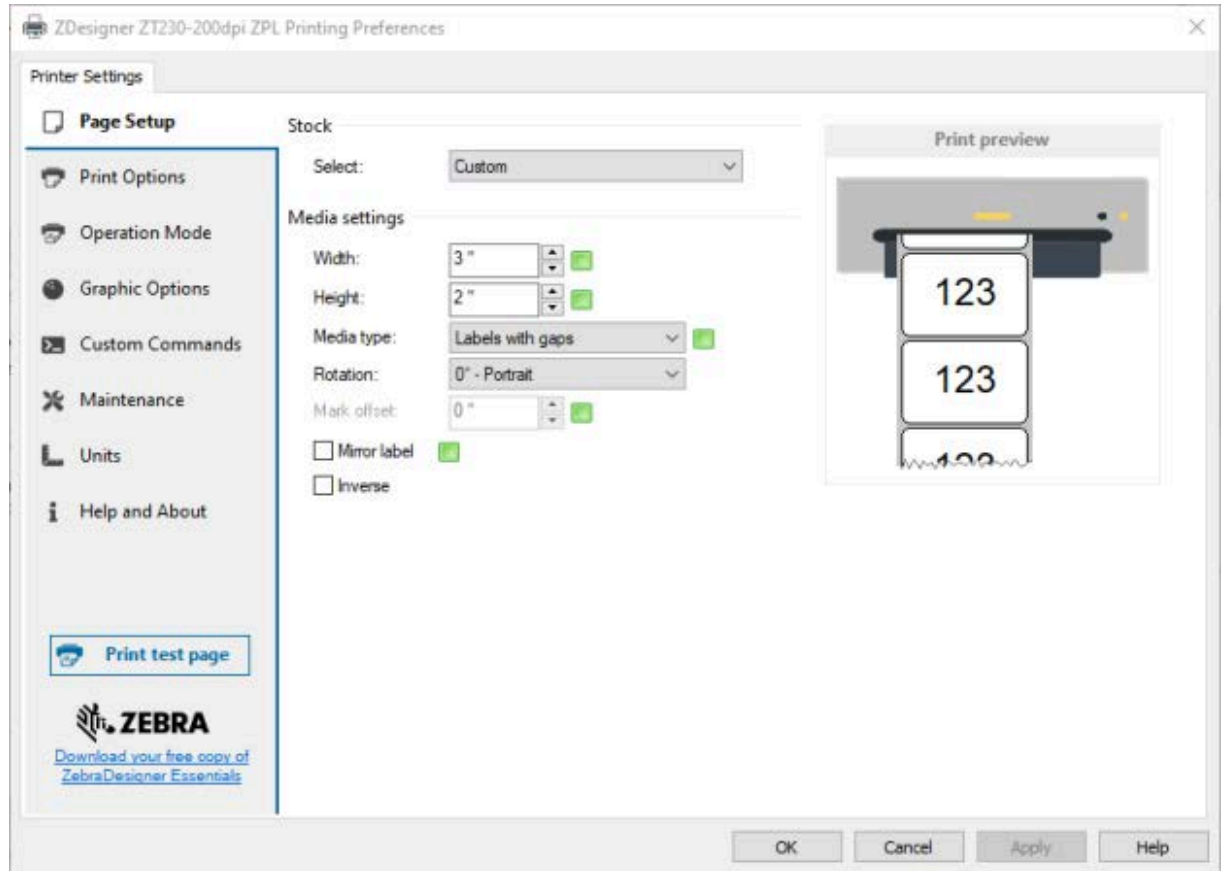 ZDesigner ZT230-200dpi ZPL Printing Preferences
Printer Settings
Page Setup
Print Options
Operation Mode
Graphic Options
Custom Commands
Maintenance
Units
Help and About
Print test page
ZEBRA
Download your free copy of
ZebraDesigner Essentials
Stock
Select: Custom
Media settings
Width: 3 "
Height: 2 "
Media type: Labels with gaps
Rotation: 0° - Portrait
Mark offset: 0 "
Mirror label
Inverse
Print preview
123
123
123
OK Cancel Apply Help